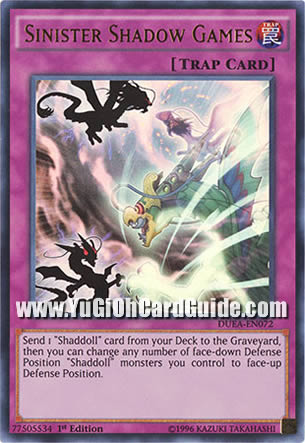 SINISTER SHADOW GAMES
TRAP
罠
[TRAP CARD]
www.YuGiOhCardGuide.com
DUEA-EN072
Send 1 "Shaddoll" card from your Deck to the Graveyard,
then you can change any number of face-down Defense
Position "Shaddoll" monsters you control to face-up
Defense Position.
77505534 1st Edition ©1996 KAZUKI TAKAHASHI